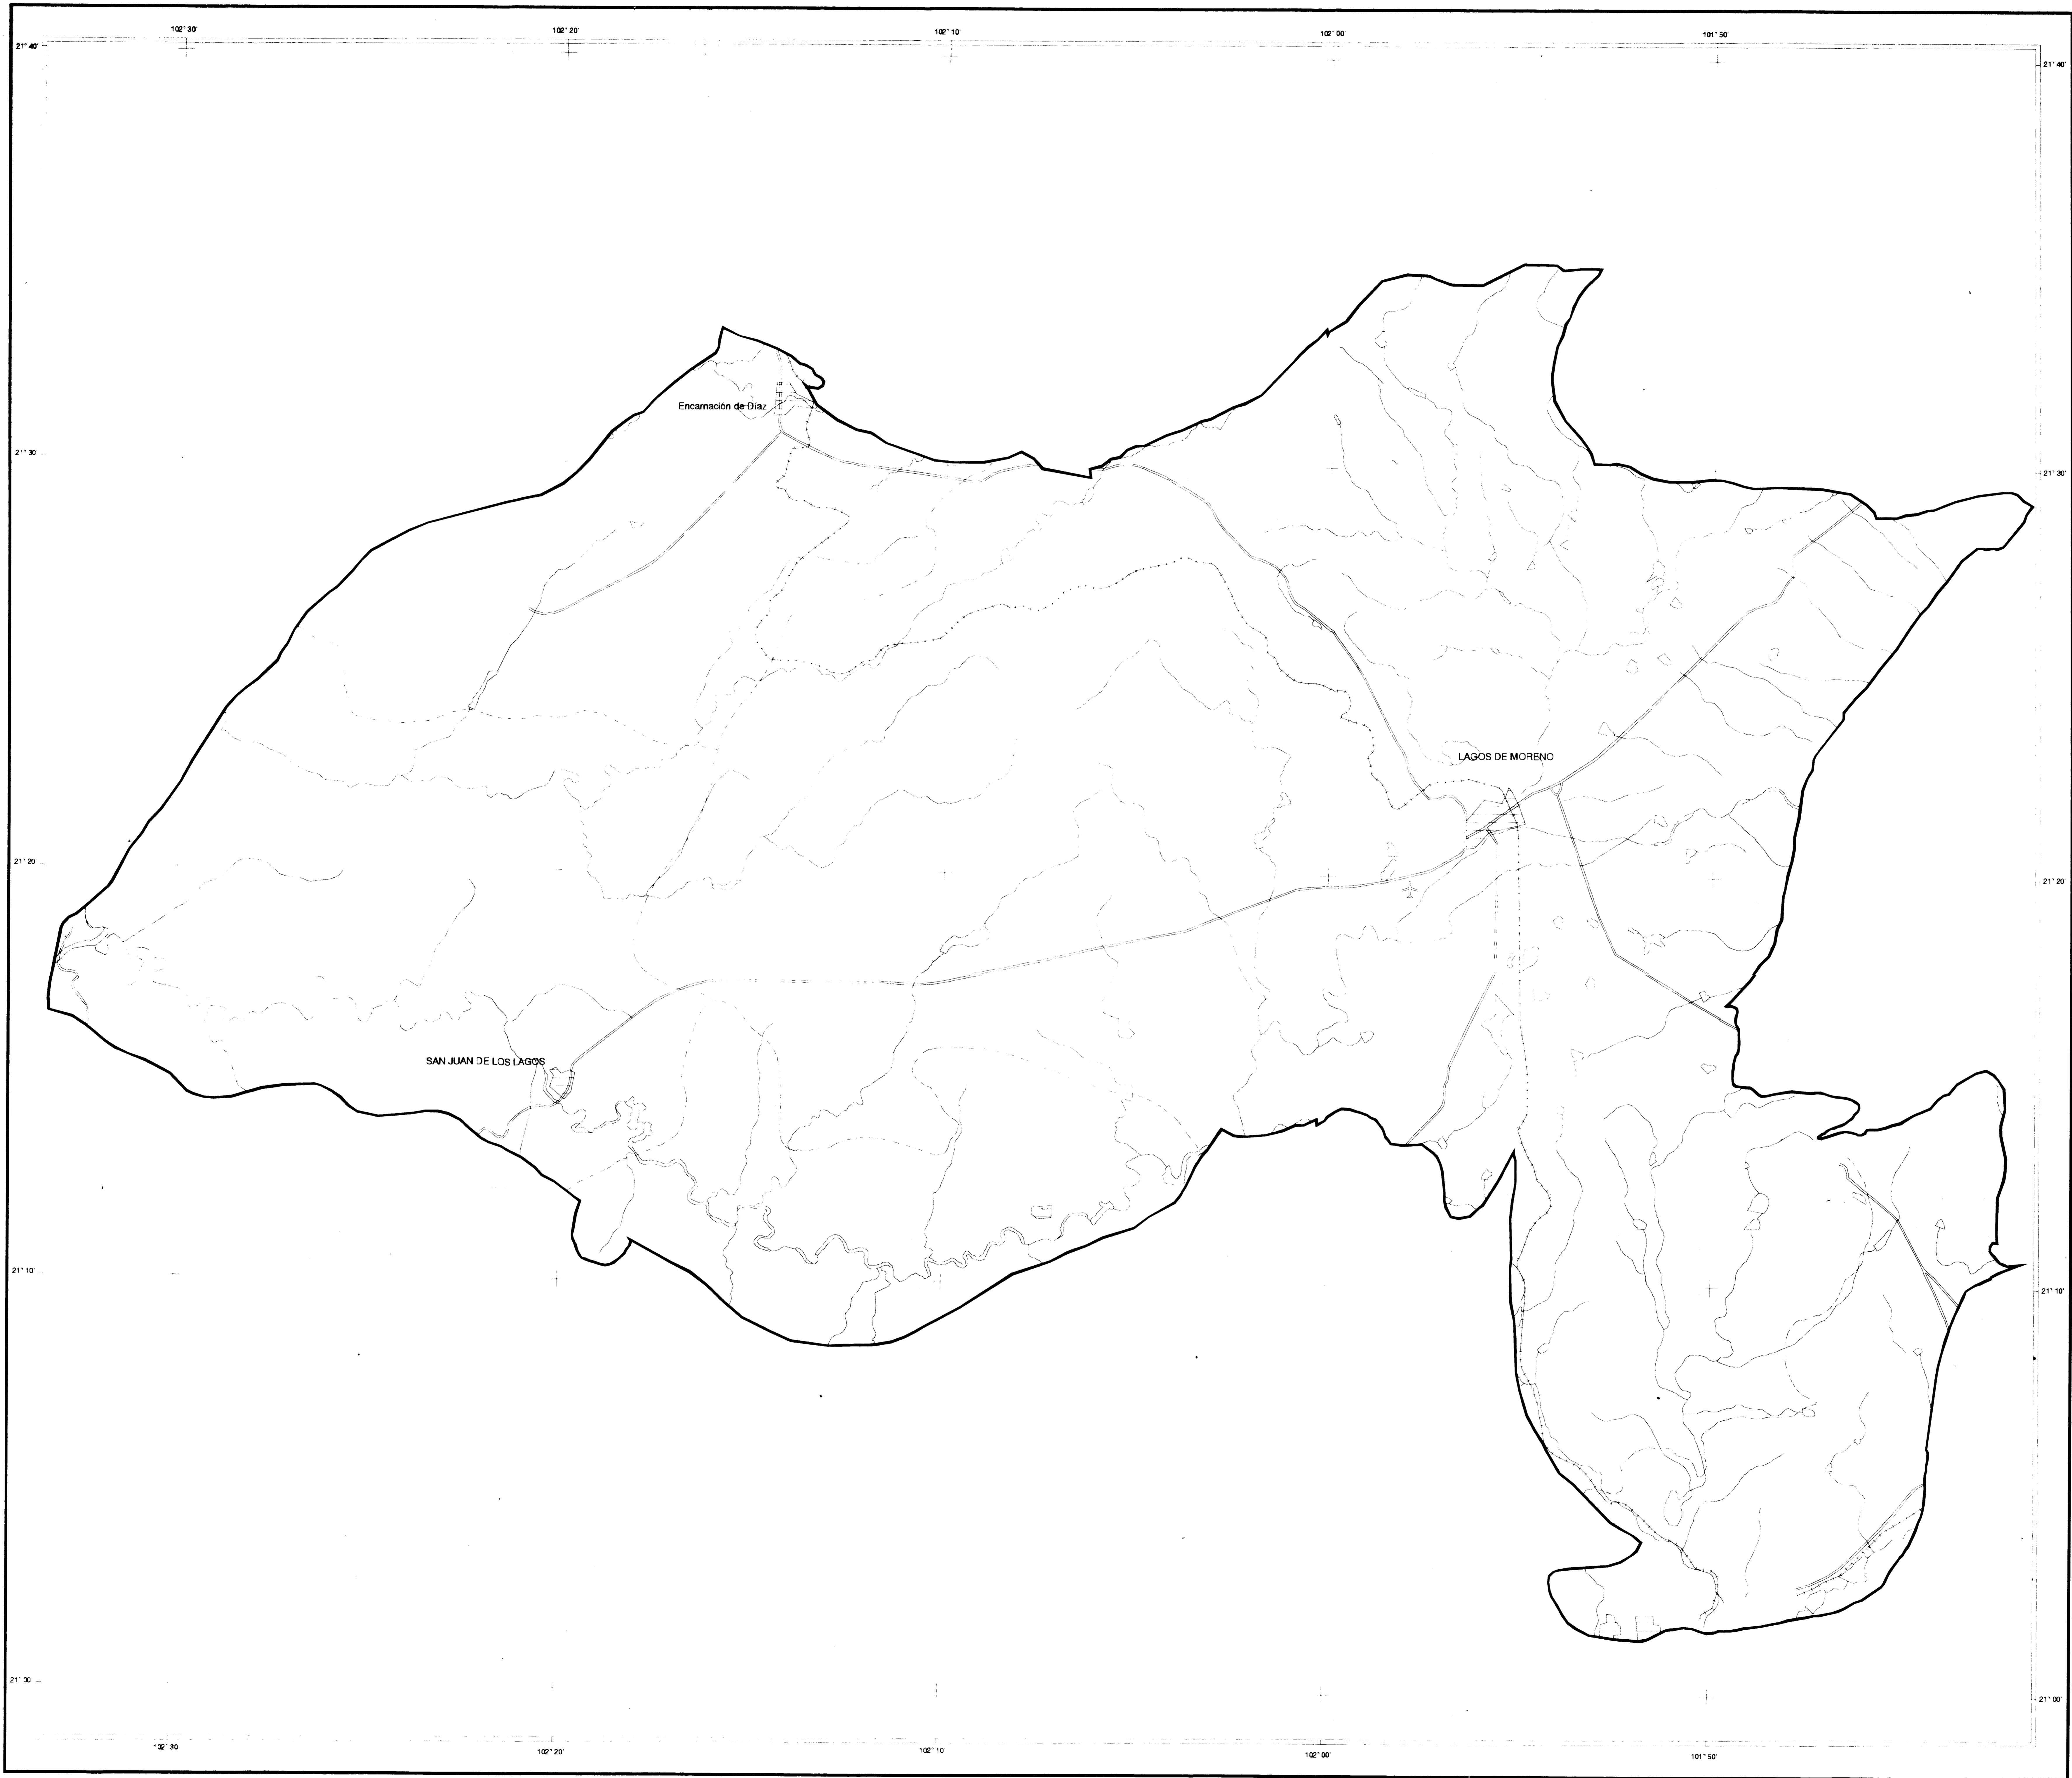 102° 30' 102° 20' 102° 10' 102° 00' 101° 50'
21° 40' 21° 40'
Encarnación de Díaz
21° 30' 21° 30'
LAGOS DE MORENO
21° 20' 21° 20'
SAN JUAN DE LOS LAGOS
21° 10' 21° 10'
21° 00' 21° 00'
102° 30 102° 20' 102° 10' 102° 00' 101° 50'